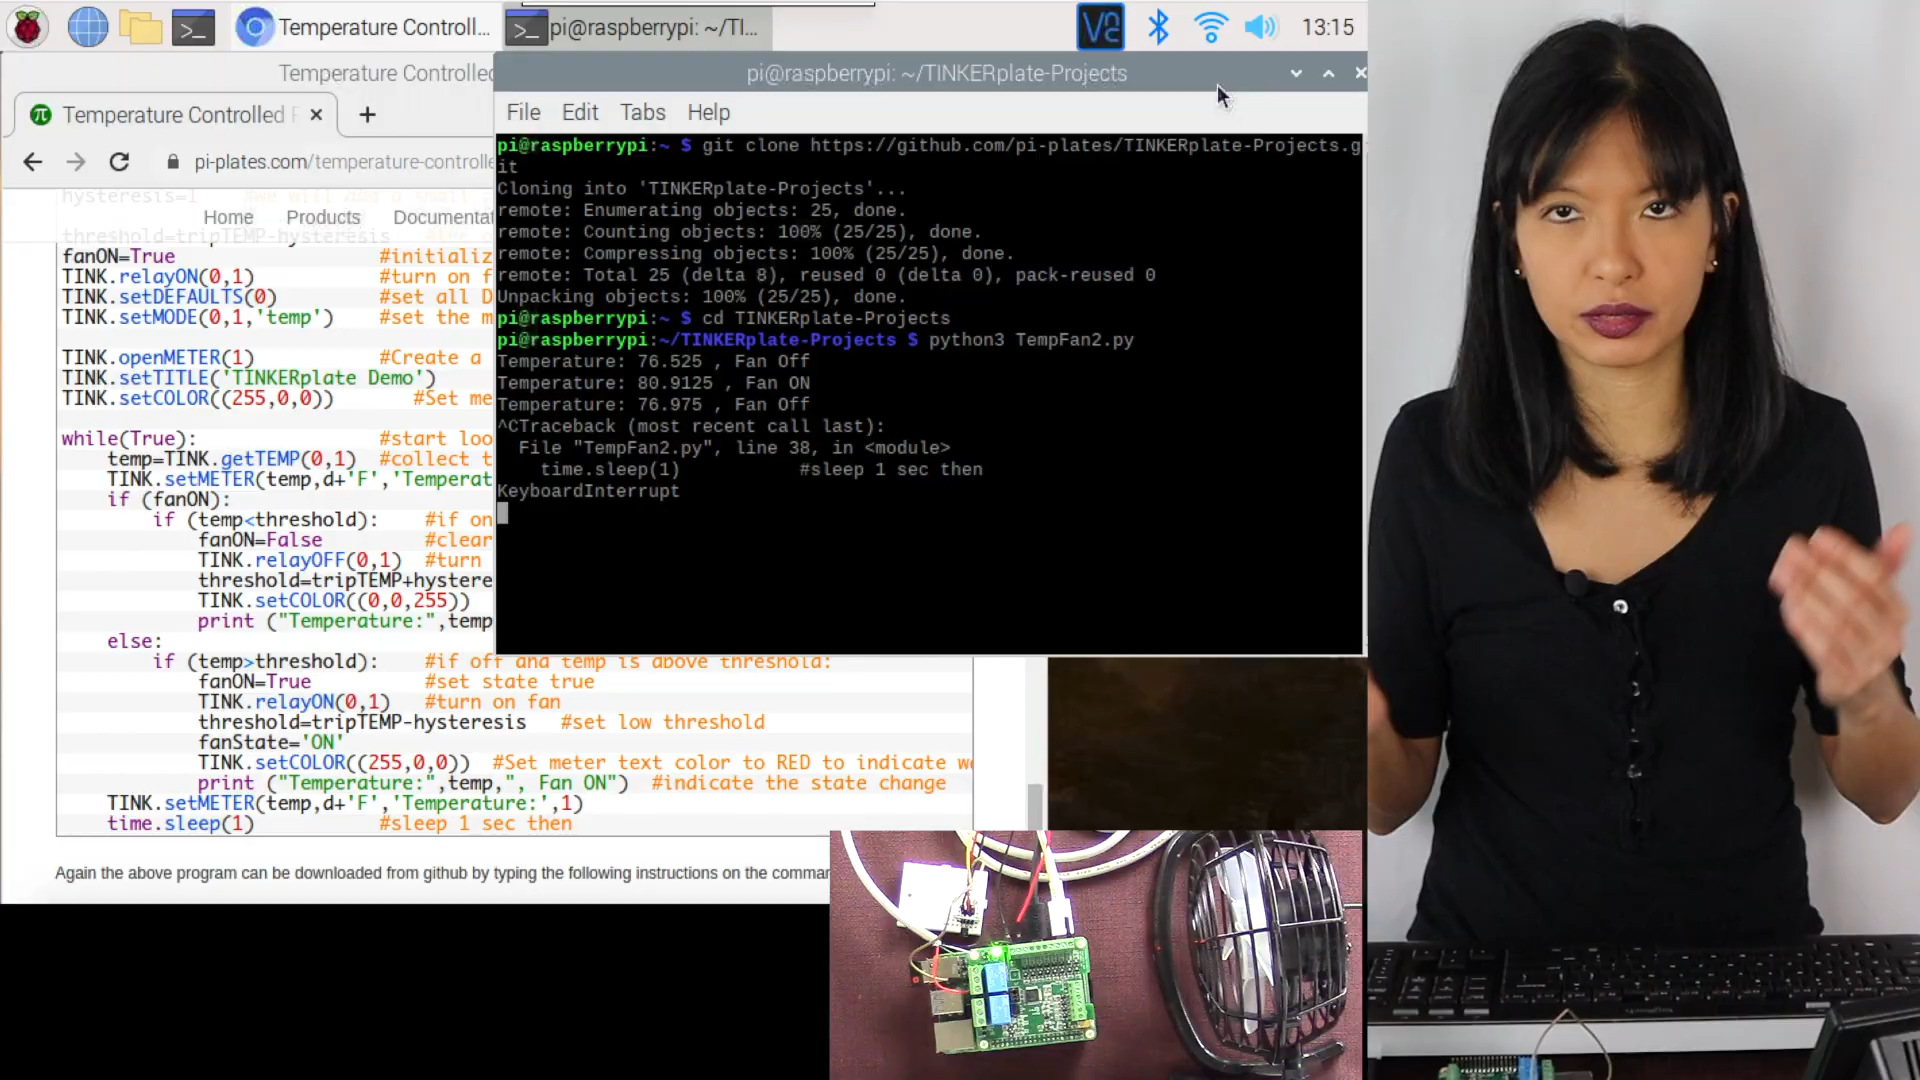 Temperature Controll...
pi@raspberrypi: ~/TI...
13:15
Temperature Controlled
pi@raspberrypi: ~/TINKERplate-Projects
Temperature Controlled
pi-plates.com/temperature-controlle
File Edit Tabs Help
hysteresis=1 #we will add a small
Home Products Documentat
threshold=tripTEMP-hysteresis
fanON=True #initializ
TINK.relayON(0,1) #turn on f
TINK.setDEFAULTS(0) #set all D
TINK.setMODE(0,1,'temp') #set the m
TINK.openMETER(1) #Create a
TINK.setTITLE('TINKERplate Demo')
TINK.setCOLOR((255,0,0)) #Set me
while(True): #start loo
temp=TINK.getTEMP(0,1) #collect t
TINK.setMETER(temp,d+'F','Temperat
if (fanON):
if (temp<threshold): #if on
fanON=False #clear
TINK.relayOFF(0,1) #turn
threshold=tripTEMP+hystere
TINK.setCOLOR((0,0,255))
print ("Temperature:",temp
else:
if (temp>threshold): #if off and temp is above threshold:
fanON=True #set state true
TINK.relayON(0,1) #turn on fan
threshold=tripTEMP-hysteresis #set low threshold
fanState='ON'
TINK.setCOLOR((255,0,0)) #Set meter text color to RED to indicate w
print ("Temperature:",temp,", Fan ON") #indicate the state change
TINK.setMETER(temp,d+'F','Temperature:',1)
time.sleep(1) #sleep 1 sec then
Again the above program can be downloaded from github by typing the following instructions on the commar
pi@raspberrypi:~ $ git clone https://github.com/pi-plates/TINKERplate-Projects.g
it
Cloning into 'TINKERplate-Projects'...
remote: Enumerating objects: 25, done.
remote: Counting objects: 100% (25/25), done.
remote: Compressing objects: 100% (25/25), done.
remote: Total 25 (delta 8), reused 0 (delta 0), pack-reused 0
Unpacking objects: 100% (25/25), done.
pi@raspberrypi:~ $ cd TINKERplate-Projects
pi@raspberrypi:~/TINKERplate-Projects $ python3 TempFan2.py
Temperature: 76.525 , Fan Off
Temperature: 80.9125 , Fan ON
Temperature: 76.975 , Fan Off
^CTraceback (most recent call last):
File "TempFan2.py", line 38, in <module>
time.sleep(1) #sleep 1 sec then
KeyboardInterrupt